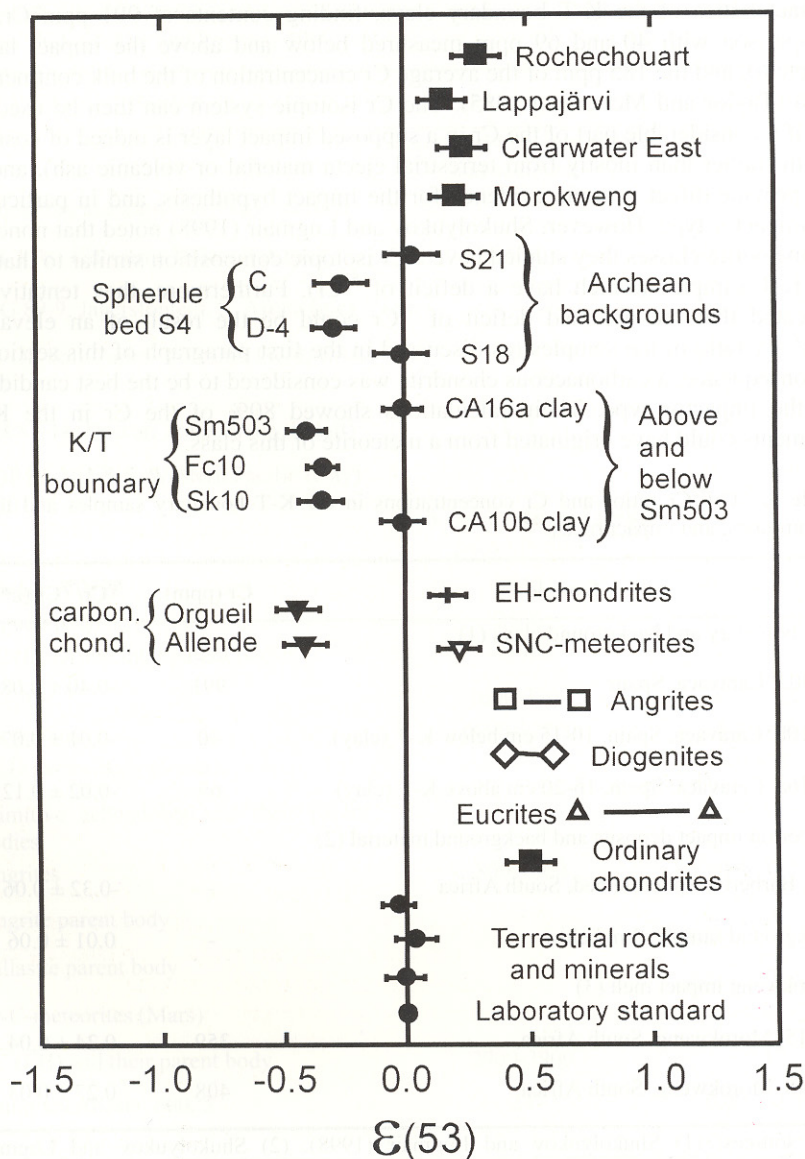 Rochechouart
Lappajärvi
Clearwater East
Morokweng
S21
Spherule
bed S4
C
D-4
Archean
backgrounds
S18
CA16a clay
K/T
boundary
Sm503
Fc10
Sk10
Above
and
below
Sm503
CA10b clay
EH-chondrites
carbon.
chond.
Orgueil
Allende
SNC-meteorites
Angrites
Diogenites
Eucrites
Ordinary
chondrites
Terrestrial rocks
and minerals
Laboratory standard
-1.5 -1.0 -0.5 0.0 0.5 1.0 1.5
ε(53)